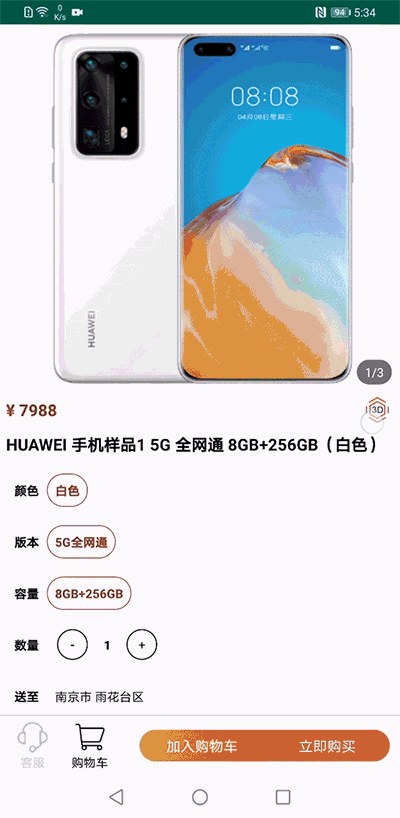 0
K/s
94
5:34
LEICA
08:08
04月08日星期三
HUAWEI
1/3
¥ 7988
3D
HUAWEI 手机样品1 5G 全网通 8GB+256GB（白色）
颜色 白色
版本 5G全网通
容量 8GB+256GB
数量 - 1 +
送至 南京市 雨花台区
客服 购物车 加入购物车 立即购买